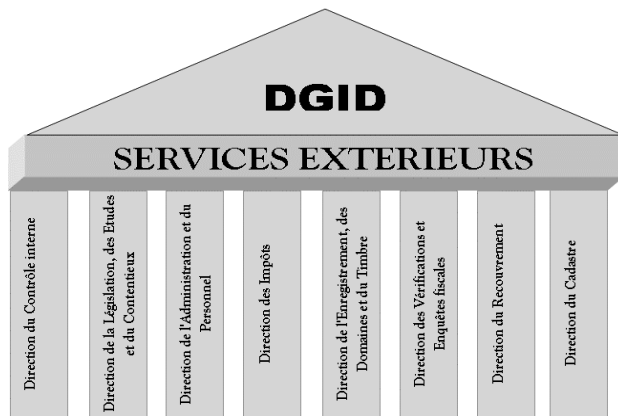 DGID
SERVICES EXTERIEURS
Direction du Contrôle interne
Direction de la Législation, des Etudes
et du Contentieux
Direction de l'Administration et du
Personnel
Direction des Impôts
Direction de l'Enregistrement, des
Domaines et du Timbre
Direction des Vérifications et
Enquêtes fiscales
Direction du Recouvrement
Direction du Cadastre